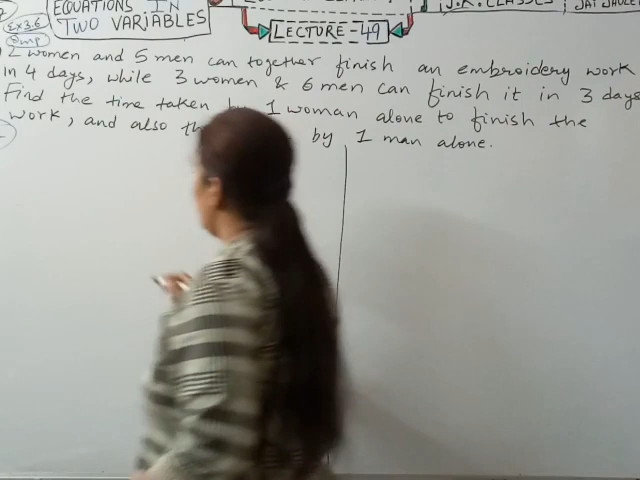 EQUATIONS IN
J.R. CLASSES
Ex 3.6
TWO VARIABLES
LECTURE-49
Imp
2 women and 5 men can together finish an embroidery work
in 4 days, while 3 women & 6 men can finish it in 3 days
Find the time taken by 1 woman alone to finish the
work, and also th by 1 man alone.